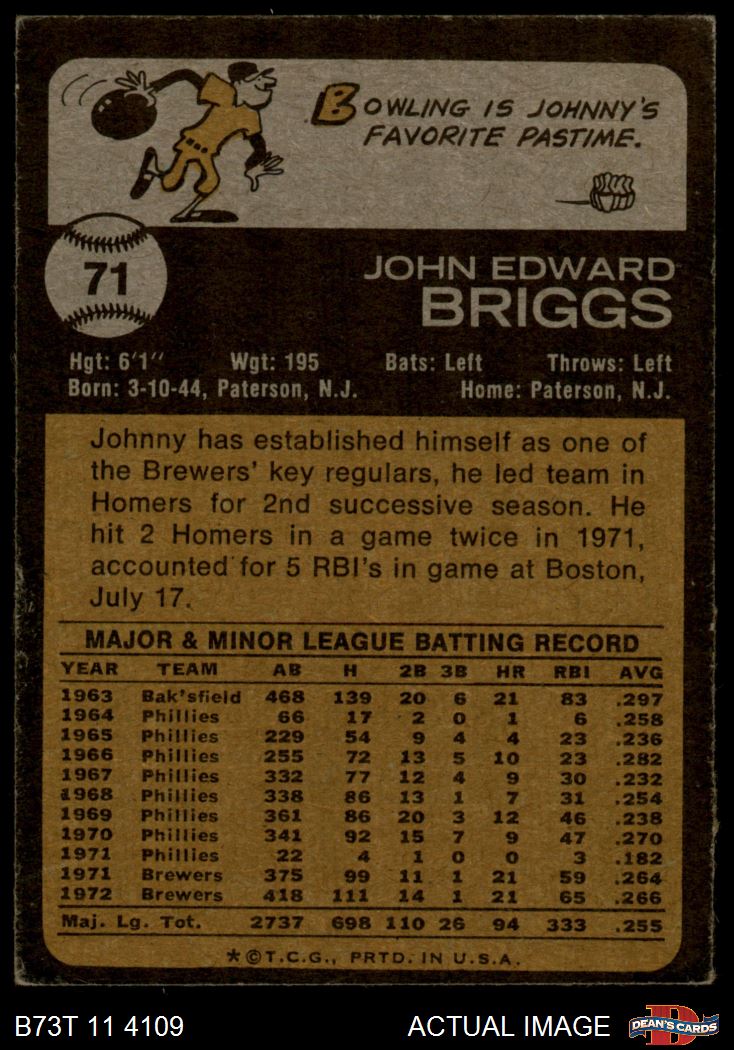 BOWLING IS JOHNNY'S
FAVORITE PASTIME.
71
JOHN EDWARD
BRIGGS
Hgt: 6'1" Wgt: 195 Bats: Left Throws: Left
Born: 3-10-44, Paterson, N.J. Home: Paterson, N.J.
Johnny has established himself as one of
the Brewers' key regulars, he led team in
Homers for 2nd successive season. He
hit 2 Homers in a game twice in 1971,
accounted for 5 RBI's in game at Boston,
July 17.
MAJOR & MINOR LEAGUE BATTING RECORD
YEAR TEAM AB H 2B 3B HR RBI AVG
1963 Bak'sfield 468 139 20 6 21 83 .297
1964 Phillies 66 17 2 0 1 6 .258
1965 Phillies 229 54 9 4 4 23 .236
1966 Phillies 255 72 13 5 10 23 .282
1967 Phillies 332 77 12 4 9 30 .232
1968 Phillies 338 86 13 1 7 31 .254
1969 Phillies 361 86 20 3 12 46 .238
1970 Phillies 341 92 15 7 9 47 .270
1971 Phillies 22 4 1 0 0 3 .182
1971 Brewers 375 99 11 1 21 59 .264
1972 Brewers 418 111 14 1 21 65 .266
Maj. Lg. Tot. 2737 698 110 26 94 333 .255
*©T.C.G., PRTD. IN U.S.A.
B73T 11 4109 ACTUAL IMAGE DEAN'S CARDS